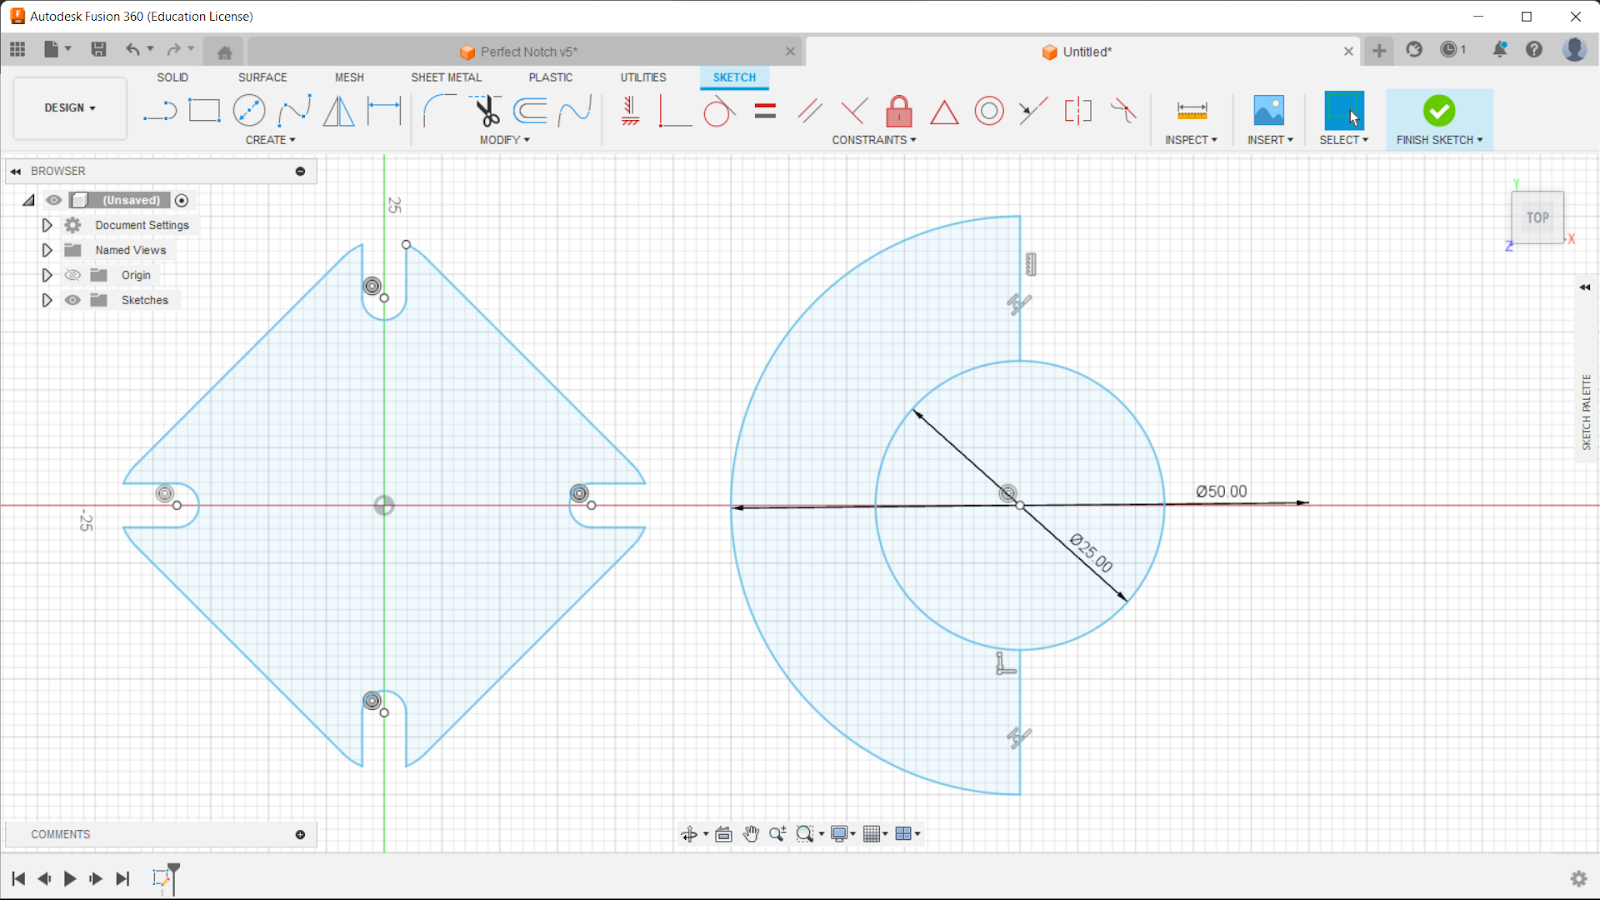 Autodesk Fusion 360 (Education License)
Perfect Notch v5*
Untitled*
1
DESIGN
SOLID
SURFACE
MESH
SHEET METAL
PLASTIC
UTILITIES
SKETCH
CREATE
MODIFY
CONSTRAINTS
INSPECT
INSERT
SELECT
FINISH SKETCH
BROWSER
(Unsaved)
Document Settings
Named Views
Origin
Sketches
25
-25
Ø50.00
Ø25.00
Y
TOP
X
Z
SKETCH PALETTE
COMMENTS